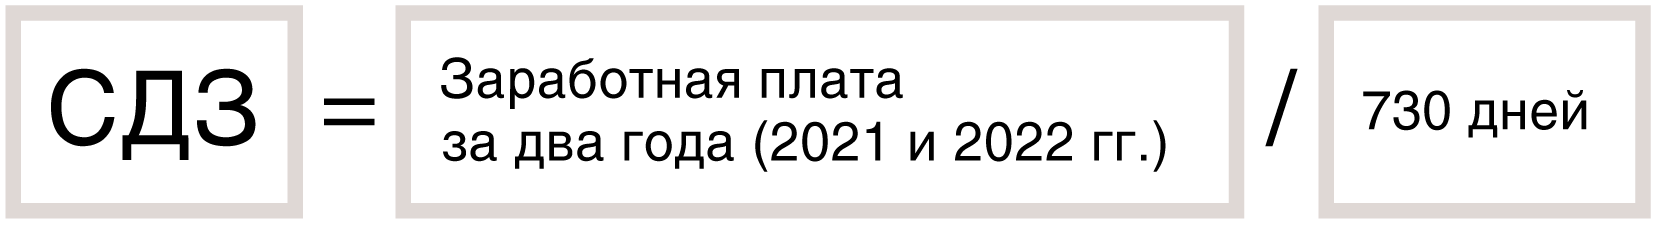 СДЗ = Заработная плата
за два года (2021 и 2022 гг.) / 730 дней